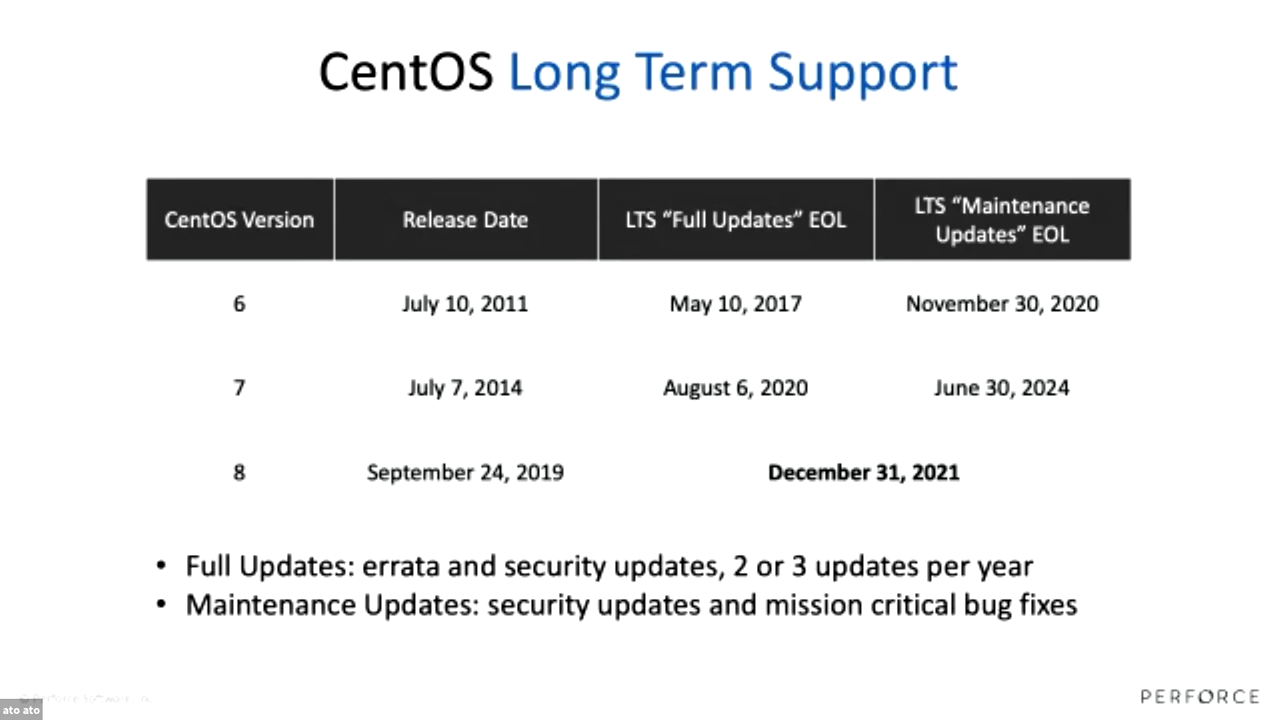 CentOS Long Term Support
CentOS Version
Release Date
LTS “Full Updates” EOL
LTS “Maintenance
Updates” EOL
6
July 10, 2011
May 10, 2017
November 30, 2020
7
July 7, 2014
August 6, 2020
June 30, 2024
8
September 24, 2019
December 31, 2021
• Full Updates: errata and security updates, 2 or 3 updates per year
• Maintenance Updates: security updates and mission critical bug fixes
ato ato
PERFORCE